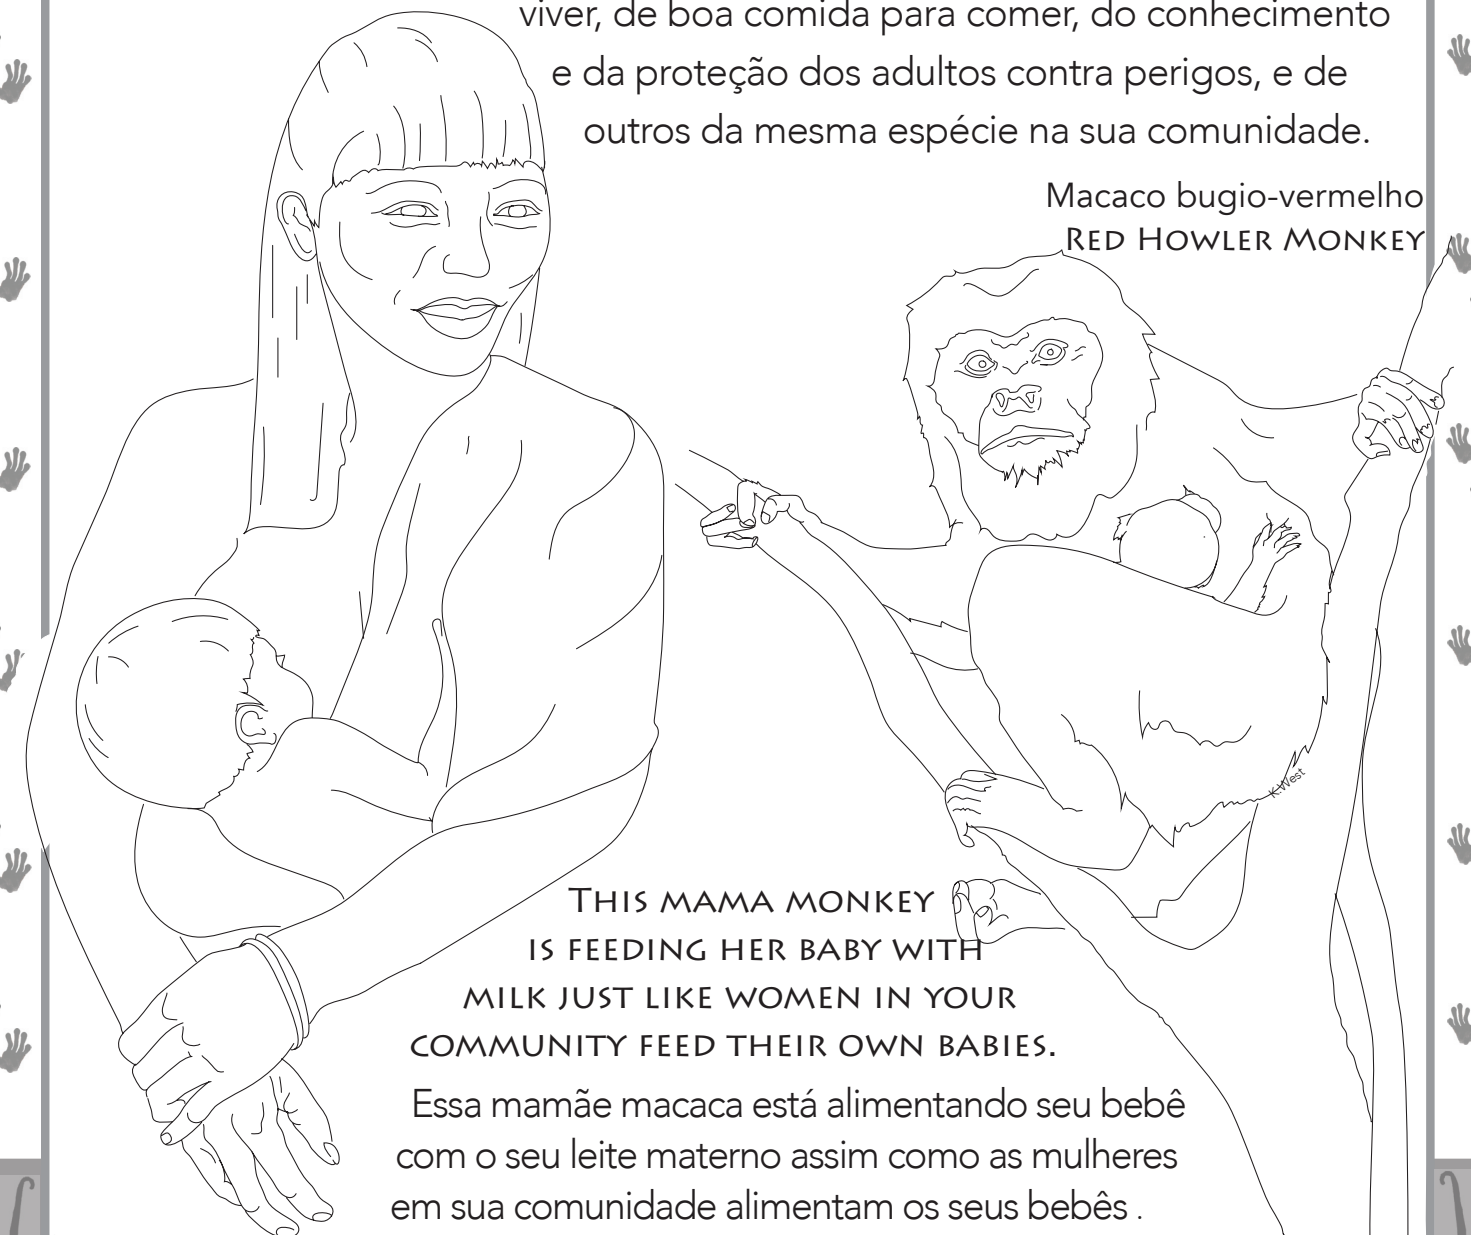 viver, de boa comida para comer, do conhecimento
e da proteção dos adultos contra perigos, e de
outros da mesma espécie na sua comunidade.
Macaco bugio-vermelho
Red Howler Monkey
K.West
This mama monkey
is feeding her baby with
milk just like women in your
community feed their own babies.
Essa mamãe macaca está alimentando seu bebê
com o seu leite materno assim como as mulheres
em sua comunidade alimentam os seus bebês .